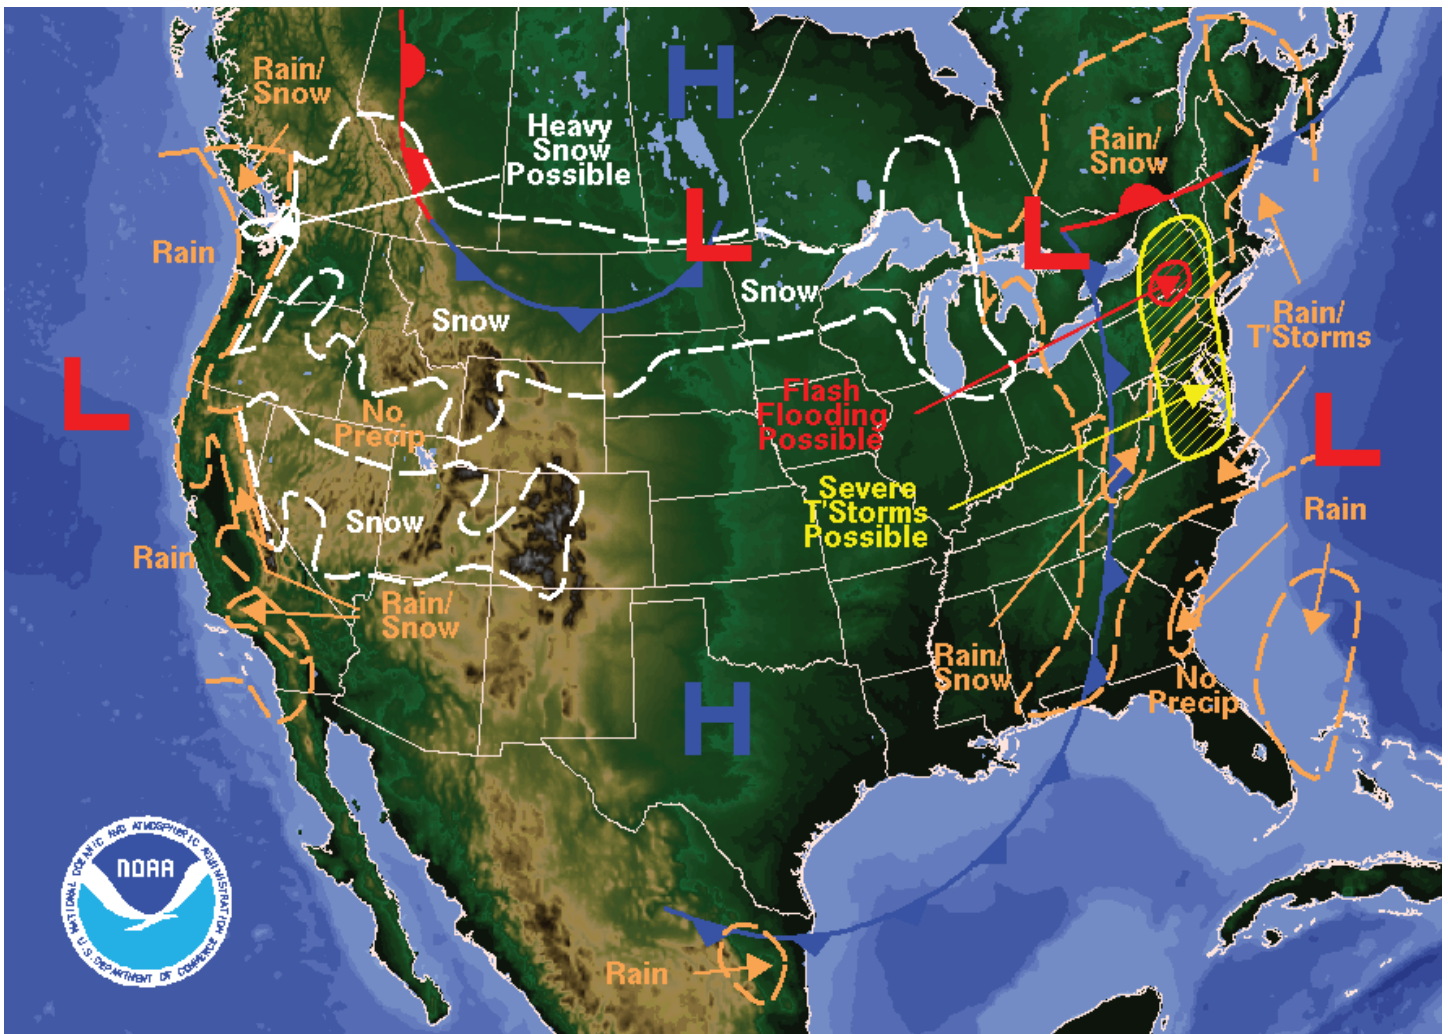 Rain/
Snow
H
Heavy
Snow
Possible
Rain/
Snow
L
L
Rain
Snow
Snow
Rain/
T'Storms
L
Flash
Flooding
Possible
No
Precip
L
Severe
T'Storms
Possible
Snow
Rain
Rain
Rain/
Snow
Rain/
Snow
No
Precip
H
Rain
NOAA
NATIONAL OCEANIC AND ATMOSPHERIC ADMINISTRATION
U.S. DEPARTMENT OF COMMERCE